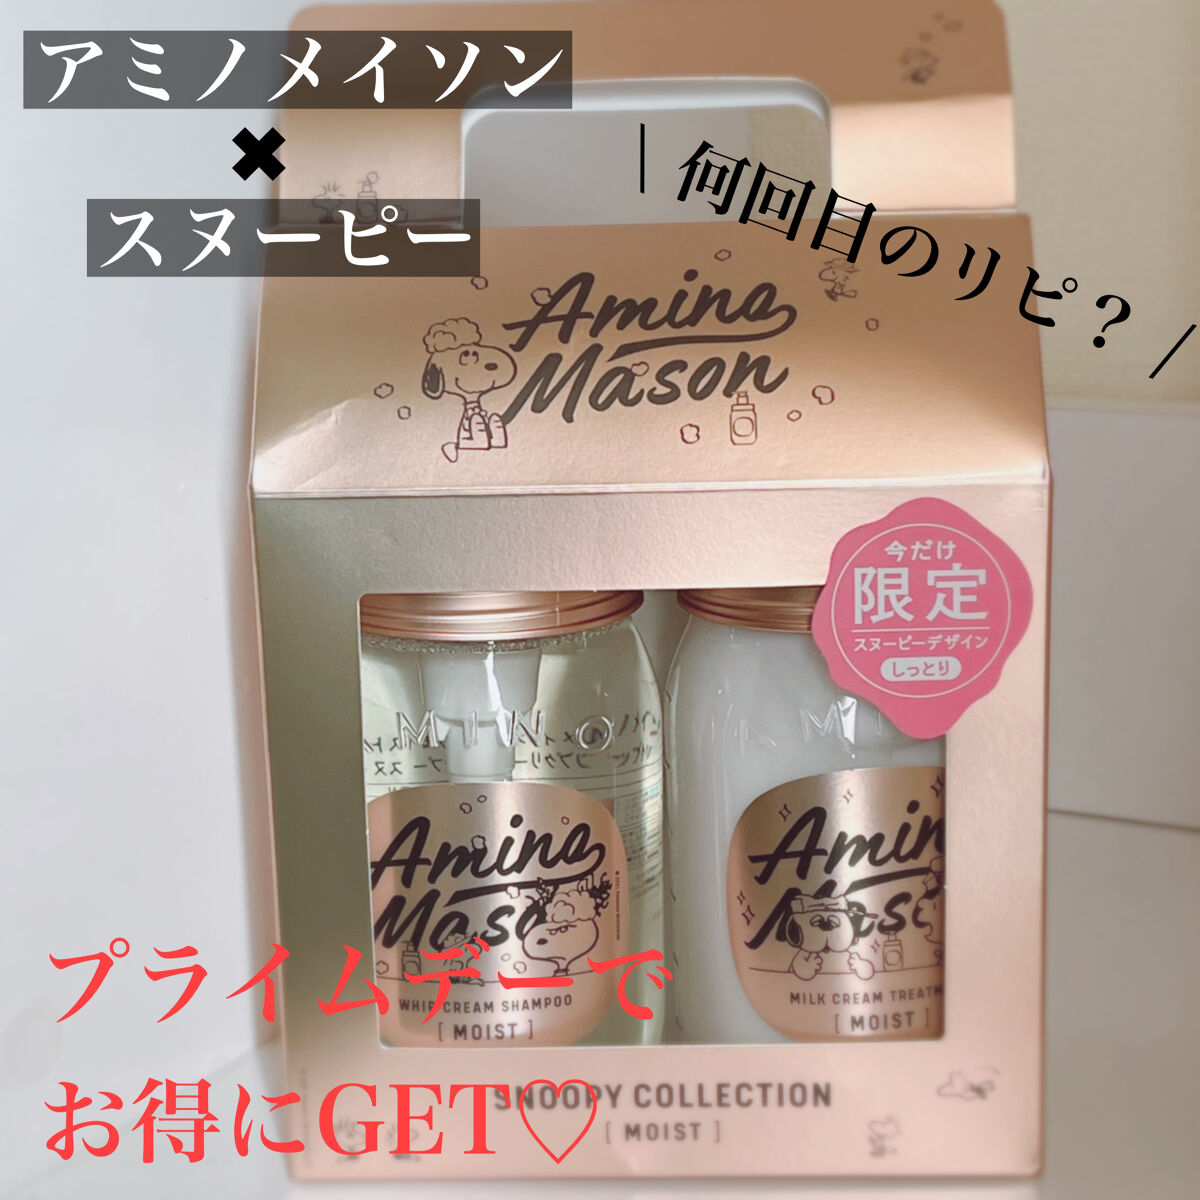 アミノメイソン
✖
スヌーピー
\ 何回目のリピ？ /
Amino
Mason
今だけ
限定
スヌーピーデザイン
しっとり
AMINO
AMI
Amino
Mason
WHIP CREAM SHAMPOO
[ MOIST ]
Amin
Maso
MILK CREAM TREATM
[ MOIST ]
プライムデーで
お得にGET♡
SNOOPY COLLECTION
[ MOIST ]